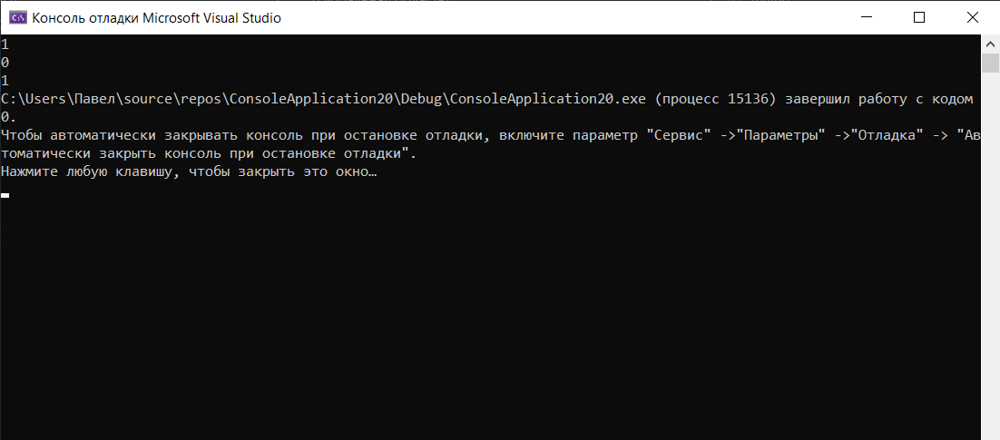 Консоль отладки Microsoft Visual Studio
1
0
1
C:\Users\Павел\source\repos\ConsoleApplication20\Debug\ConsoleApplication20.exe (процесс 15136) завершил работу с кодом
0.
Чтобы автоматически закрывать консоль при остановке отладки, включите параметр "Сервис" ->"Параметры" ->"Отладка" -> "Ав
томатически закрыть консоль при остановке отладки".
Нажмите любую клавишу, чтобы закрыть это окно…